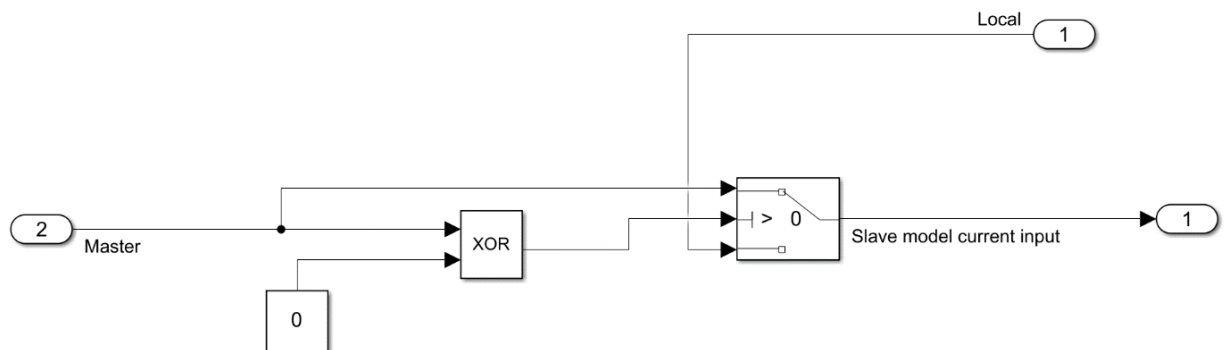 Local
1
2
Master
XOR
> 0
Slave model current input
1
0